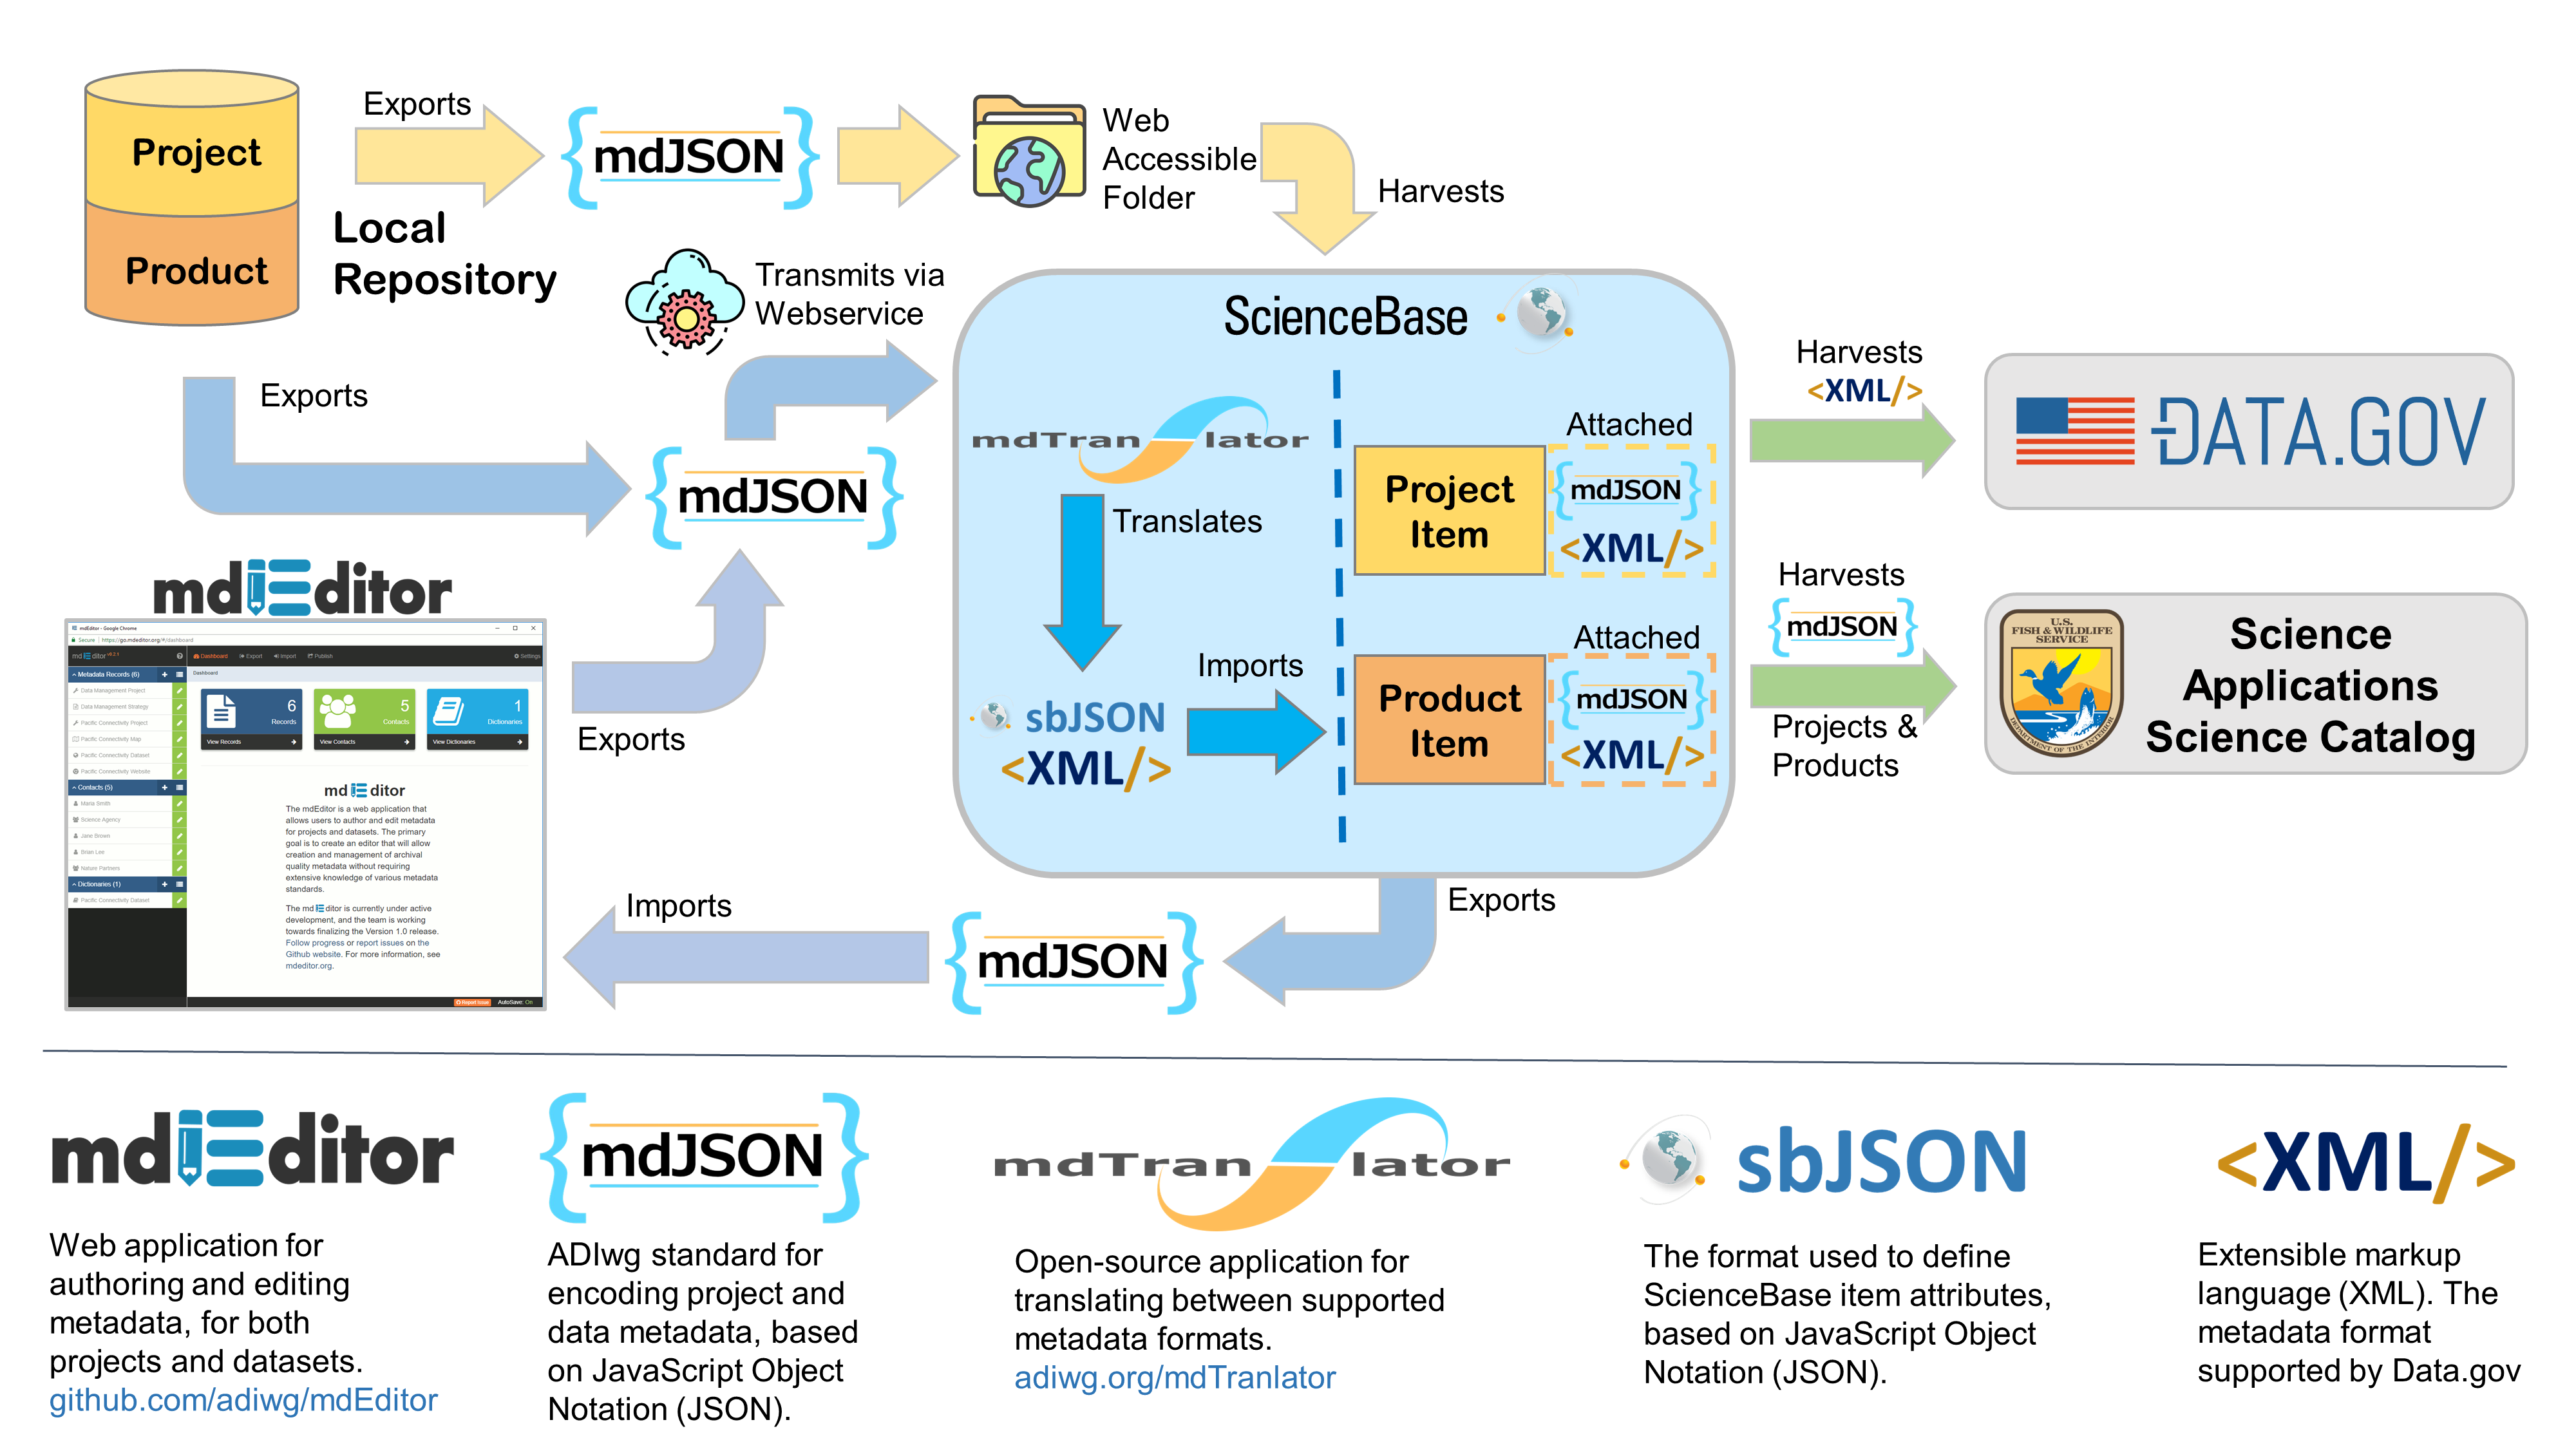 Project
Product
Local
Repository
Exports
{mdJSON}
Web
Accessible
Folder
Harvests
Transmits via
Webservice
Exports
{mdJSON}
mdEditor
mdEditor - Google Chrome
Secure | https://go.mdeditor.org/#/dashboard
md Editor v0.2.1
Dashboard Export Import Publish Settings
Metadata Records (6)
Dashboard
Data Management Project
Data Management Strategy
Pacific Connectivity Project
Pacific Connectivity Map
Pacific Connectivity Dataset
Pacific Connectivity Website
Contacts (5)
Maria Smith
Science Agency
Jane Brown
Brian Lee
Nature Partners
Dictionaries (1)
Pacific Connectivity Dataset
6
Records
View Records
5
Contacts
View Contacts
1
Dictionaries
View Dictionaries
md Editor
The mdEditor is a web application that
allows users to author and edit metadata
for projects and datasets. The primary
goal is to create an editor that will allow
creation and management of archival
quality metadata without requiring
extensive knowledge of various metadata
standards.
The md Editor is currently under active
development, and the team is working
towards finalizing the Version 1.0 release.
Follow progress or report issues on the
Github website. For more information, see
mdeditor.org.
Report Issue AutoSave: On
Exports
Imports
{mdJSON}
Exports
ScienceBase
mdTranslator
Translates
sbJSON
<XML/>
Imports
Project
Item
Attached
{mdJSON}
<XML/>
Product
Item
Attached
{mdJSON}
<XML/>
Harvests
<XML/>
DATA.GOV
Harvests
{mdJSON}
Projects &
Products
U.S.
FISH & WILDLIFE
SERVICE
DEPARTMENT OF THE INTERIOR
Science
Applications
Science Catalog
mdEditor
Web application for
authoring and editing
metadata, for both
projects and datasets.
github.com/adiwg/mdEditor
{mdJSON}
ADIwg standard for
encoding project and
data metadata, based
on JavaScript Object
Notation (JSON).
mdTranslator
Open-source application for
translating between supported
metadata formats.
adiwg.org/mdTranlator
sbJSON
The format used to define
ScienceBase item attributes,
based on JavaScript Object
Notation (JSON).
<XML/>
Extensible markup
language (XML). The
metadata format
supported by Data.gov